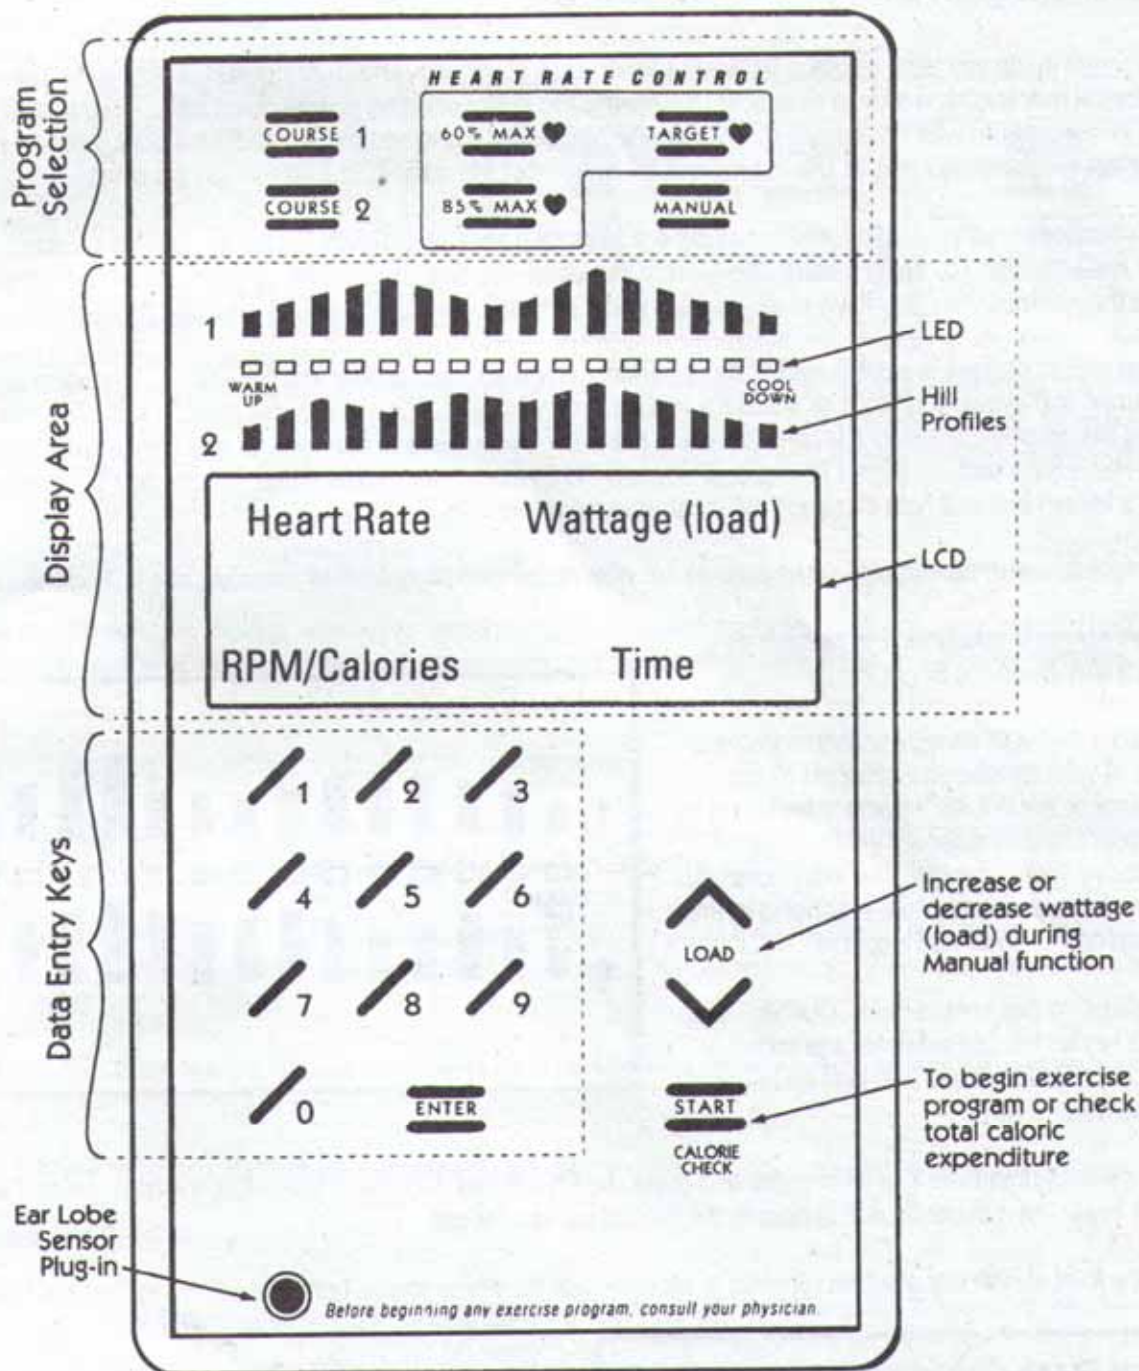 Program
Selection
HEART RATE CONTROL
COURSE 1
60% MAX
TARGET
COURSE 2
85% MAX
MANUAL
Display Area
1
WARM
UP
COOL
DOWN
2
LED
Hill
Profiles
Heart Rate
Wattage (load)
RPM/Calories
Time
LCD
Data Entry Keys
1 2 3
4 5 6
7 8 9
0
ENTER
LOAD
Increase or
decrease wattage
(load) during
Manual function
START
CALORIE
CHECK
To begin exercise
program or check
total caloric
expenditure
Ear Lobe
Sensor
Plug-in
Before beginning any exercise program, consult your physician.